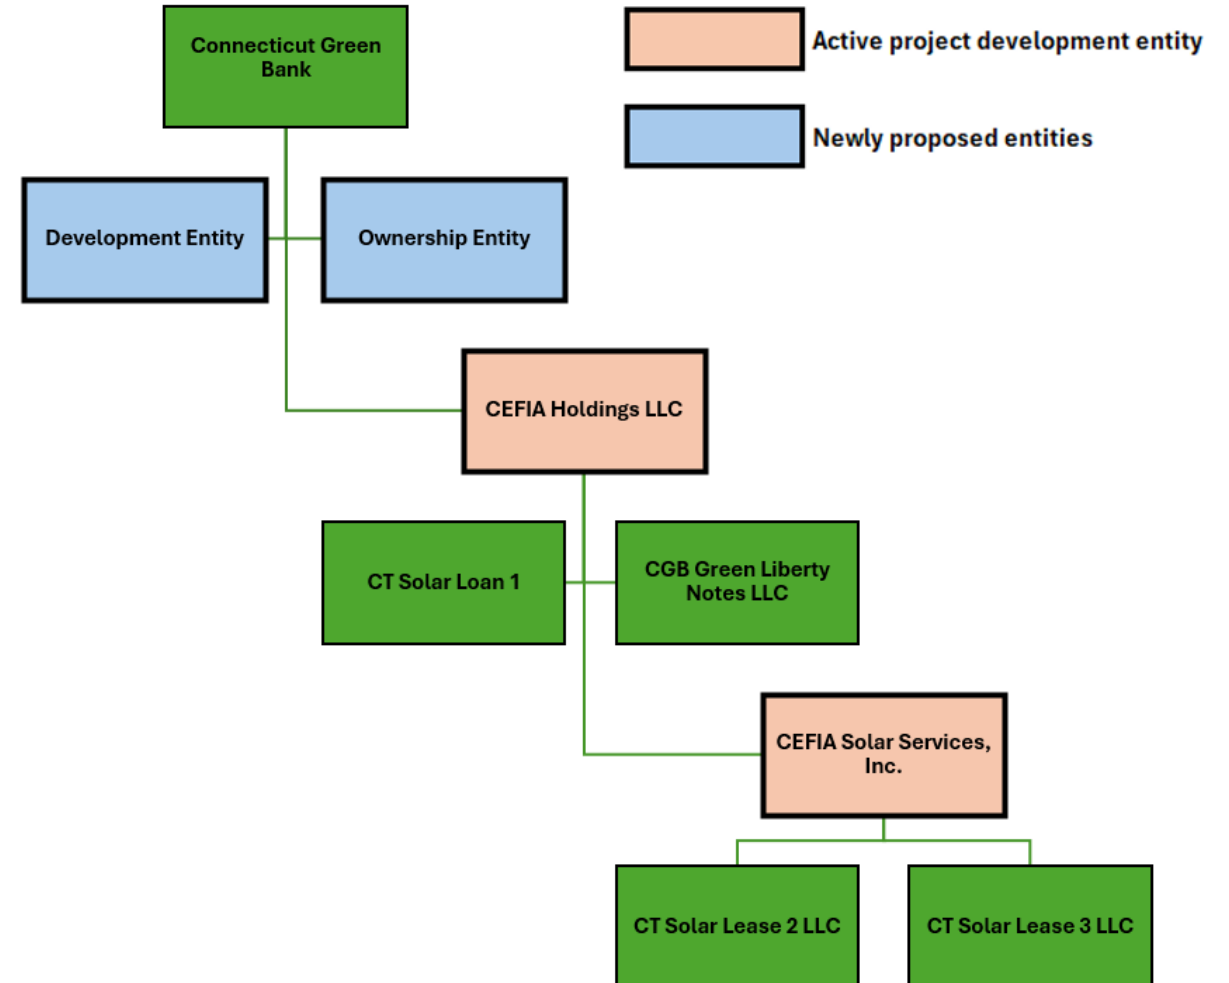 Connecticut Green
Bank
Active project development entity
Newly proposed entities
Development Entity
Ownership Entity
CEFIA Holdings LLC
CT Solar Loan 1
CGB Green Liberty
Notes LLC
CEFIA Solar Services,
Inc.
CT Solar Lease 2 LLC
CT Solar Lease 3 LLC